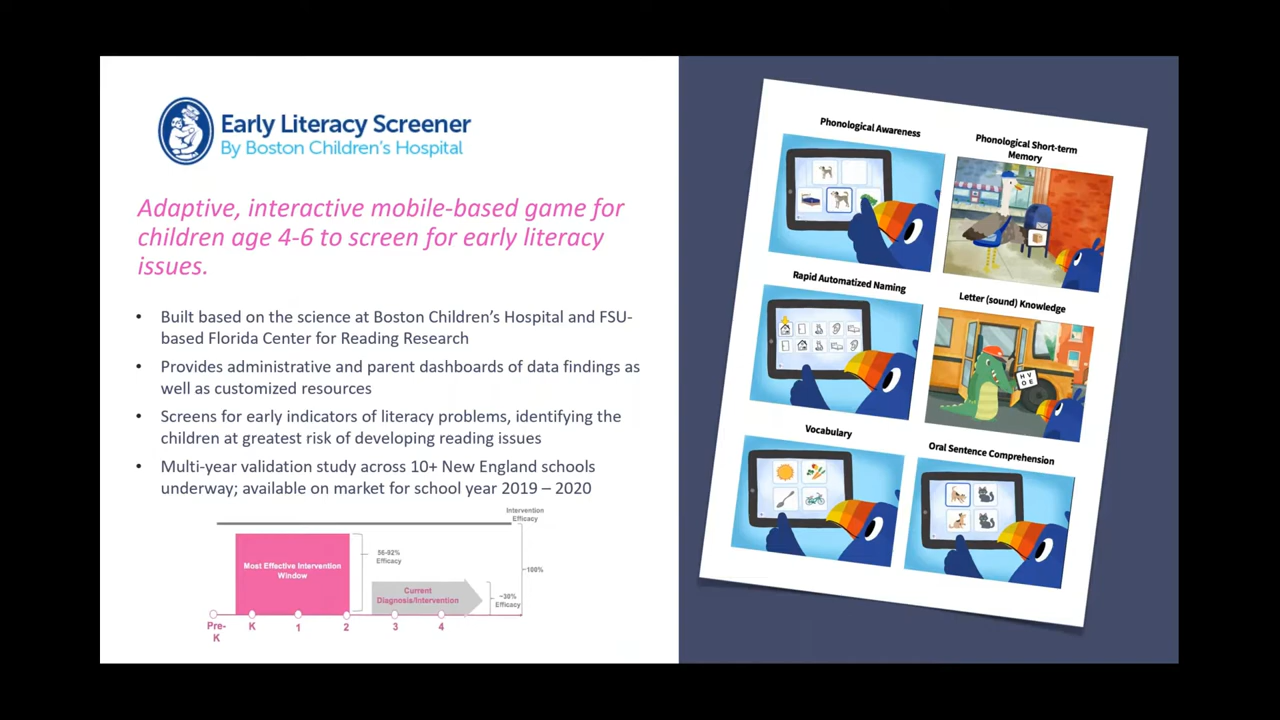 Early Literacy Screener
By Boston Children's Hospital
Adaptive, interactive mobile-based game for
children age 4-6 to screen for early literacy
issues.
• Built based on the science at Boston Children's Hospital and FSU-
based Florida Center for Reading Research
• Provides administrative and parent dashboards of data findings as
well as customized resources
• Screens for early indicators of literacy problems, identifying the
children at greatest risk of developing reading issues
• Multi-year validation study across 10+ New England schools
underway; available on market for school year 2019 – 2020
Intervention
Efficacy
Most Effective Intervention
Window
56-92%
Efficacy
100%
Current
Diagnosis/Intervention
~30%
Efficacy
Pre-
K
K
1
2
3
4
Phonological Awareness
Phonological Short-term
Memory
Rapid Automatized Naming
Letter (sound) Knowledge
H V
O E
Vocabulary
Oral Sentence Comprehension